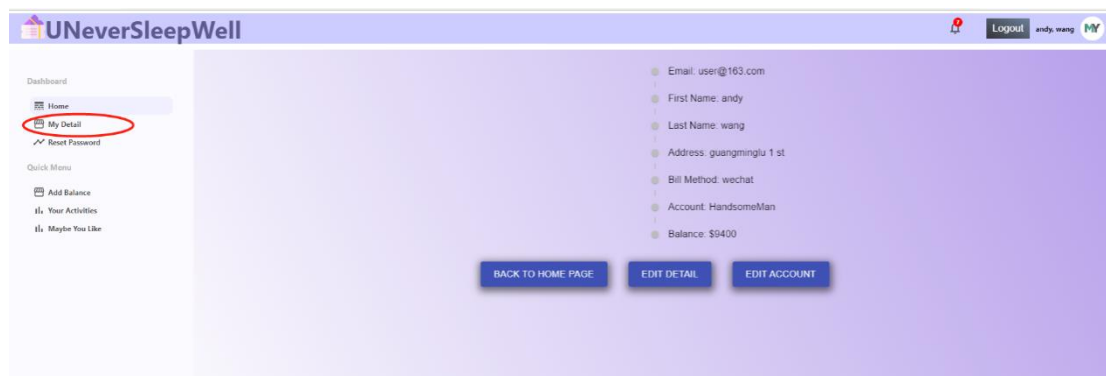 UNeverSleepWell
Logout
andy, wang
MY
Dashboard
Home
My Detail
Reset Password
Quick Menu
Add Balance
Your Activities
Maybe You Like
Email: user@163.com
First Name: andy
Last Name: wang
Address: guangminglu 1 st
Bill Method: wechat
Account: HandsomeMan
Balance: $9400
BACK TO HOME PAGE
EDIT DETAIL
EDIT ACCOUNT